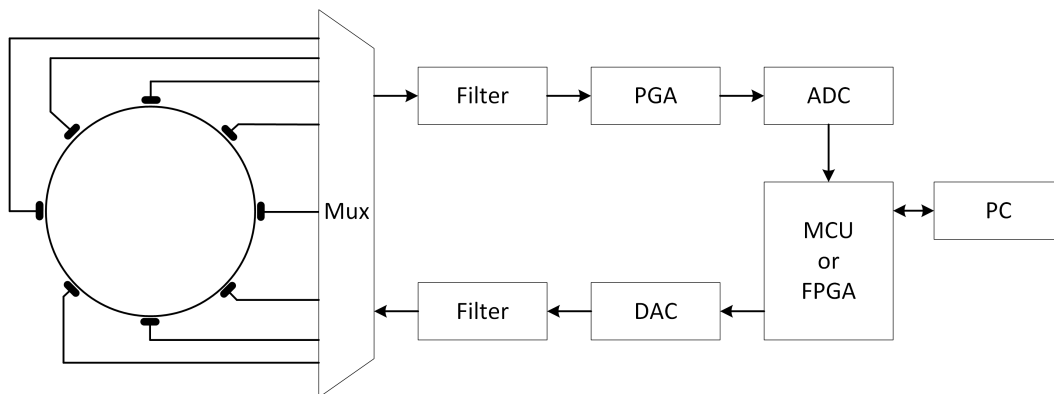 Mux
Filter
PGA
ADC
MCU
or
FPGA
PC
Filter
DAC